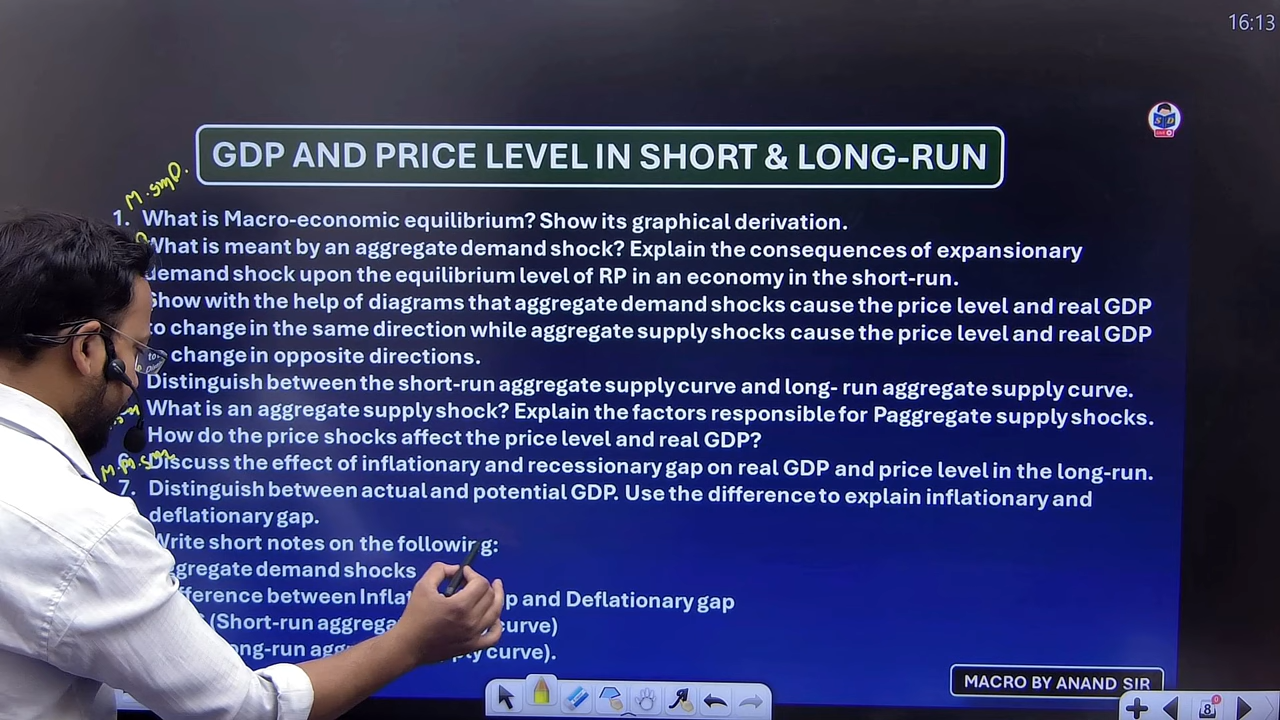 16:13
GDP AND PRICE LEVEL IN SHORT & LONG-RUN
M. smp.
1. What is Macro-economic equilibrium? Show its graphical derivation.
What is meant by an aggregate demand shock? Explain the consequences of expansionary
demand shock upon the equilibrium level of RP in an economy in the short-run.
Show with the help of diagrams that aggregate demand shocks cause the price level and real GDP
to change in the same direction while aggregate supply shocks cause the price level and real GDP
to change in opposite directions.
Distinguish between the short-run aggregate supply curve and long- run aggregate supply curve.
What is an aggregate supply shock? Explain the factors responsible for Paggregate supply shocks.
How do the price shocks affect the price level and real GDP?
Discuss the effect of inflationary and recessionary gap on real GDP and price level in the long-run.
M.M.smp
7. Distinguish between actual and potential GDP. Use the difference to explain inflationary and
deflationary gap.
Write short notes on the following:
aggregate demand shocks
and Deflationary gap
(Short-run curve)
curve).
MACRO BY ANAND SIR
8